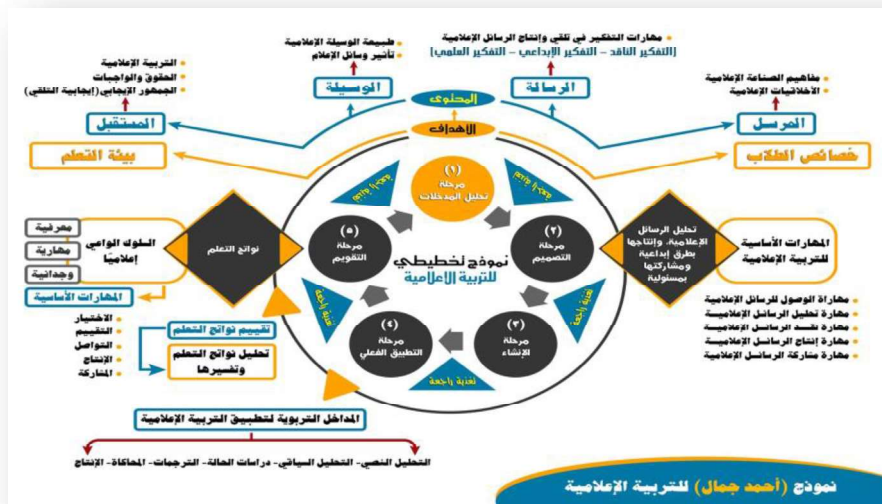 مهارات التفكير في تلقي وإنتاج الرسائل الإعلامية
[التفكير الناقد - التفكير الإبداعي - التفكير العلمي]
مفاهيم الصناعة الإعلامية
الأخلاقيات الإعلامية
طبيعة الوسيلة الإعلامية
تأثير وسائل الإعلام
التربية الإعلامية
الحقوق والواجبات
الجمهور الإيجابي (إيجابية التلقي)
المرسل
الرسالة
المحتوى
الوسيلة
المستقبل
خصائص الطلاب
الأهداف
بيئة التعلم
(١)
مرحلة
تحليل المدخلات
تغذية راجعة
(٢)
مرحلة
التصميم
تغذية راجعة
(٣)
مرحلة
الإنشاء
تغذية راجعة
(٤)
مرحلة
التطبيق الفعلي
تغذية راجعة
(٥)
مرحلة
التقويم
تغذية راجعة
نموذج تخطيطي
للتربية الاعلامية
المهارات الأساسية
للتربية الإعلامية
تحليل الرسائل
الإعلامية، وإنتاجها
بطرق إبداعية
ومشاركتها
بمسئولية
مهاراة الوصول للرسائل الإعلامية
مهارة تحليل الرسائل الإعلامية
مهارة نقد الرسائل الإعلامية
مهارة إنتاج الرسائل الإعلامية
مهارة مشاركة الرسائل الإعلامية
نواتج التعلم
السلوك الواعي
إعلاميًا
معرفية
مهارية
وجدانية
المهارات الأساسية
الاختيار
التقييم
التواصل
الإنتاج
المشاركة
تقييم نواتج التعلم
تحليل نواتج التعلم
وتفسيرها
المداخل التربوية لتطبيق التربية الإعلامية
التحليل النصي- التحليل السياقي- دراسات الحالة- الترجمات- المحاكاة- الإنتاج
نموذج (أحمد جمال) للتربية الإعلامية